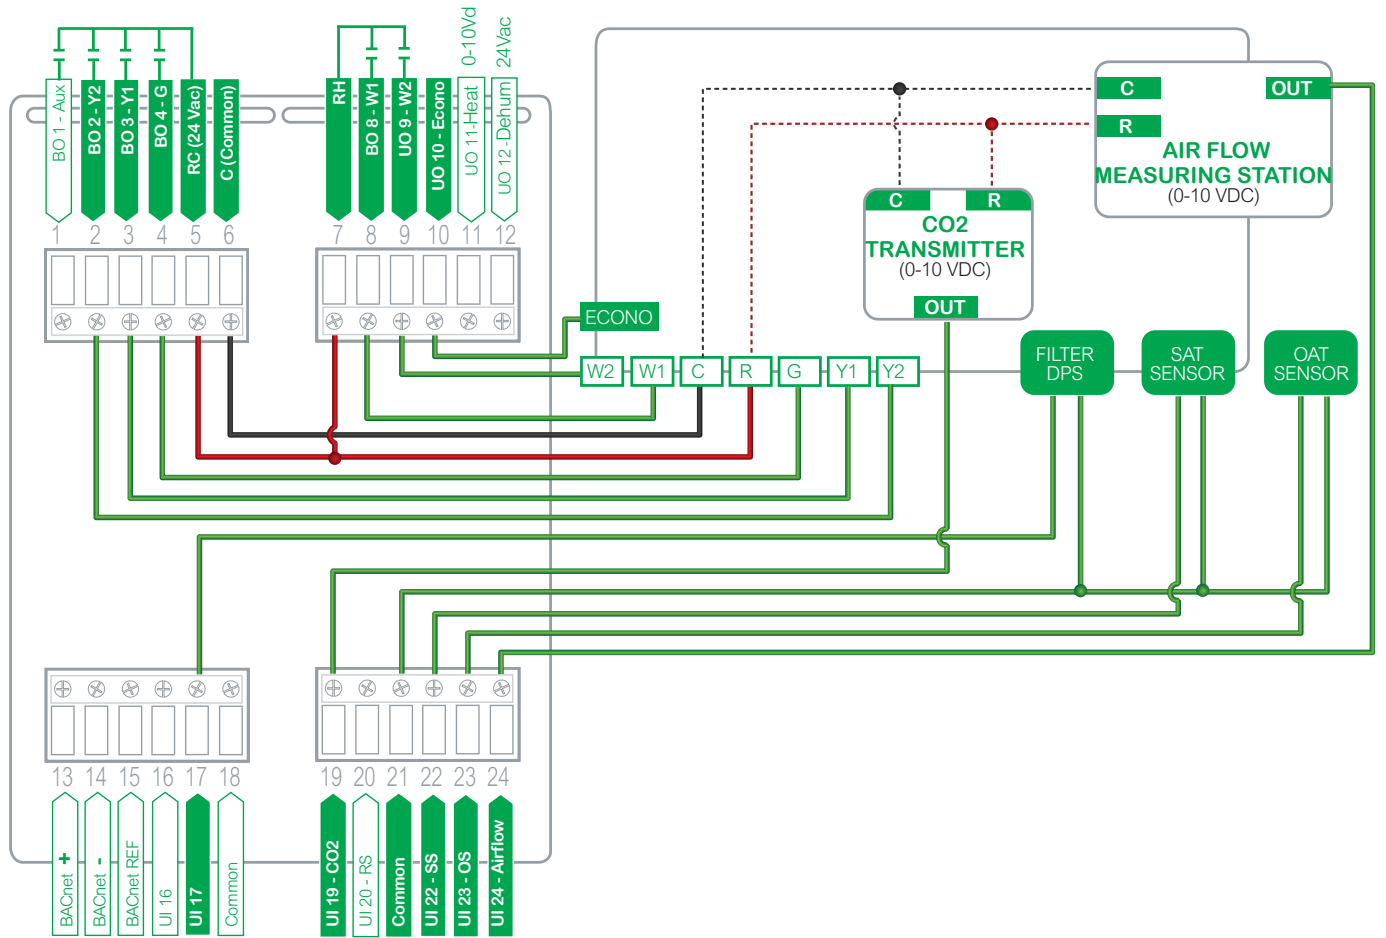 BO 1 - Aux
BO 2 - Y2
BO 3 - Y1
BO 4 - G
RC (24 Vac)
C (Common)
RH
BO 8 - W1
UO 9 - W2
UO 10 - Econo
UO 11-Heat 0-10Vd
UO 12 -Dehum 24Vac
1 2 3 4 5 6
7 8 9 10 11 12
C OUT
R
AIR FLOW
MEASURING STATION
(0-10 VDC)
C R
CO2
TRANSMITTER
(0-10 VDC)
OUT
ECONO
W2 W1 C R G Y1 Y2
FILTER
DPS
SAT
SENSOR
OAT
SENSOR
13 14 15 16 17 18
19 20 21 22 23 24
BACnet +
BACnet -
BACnet REF
UI 16
UI 17
Common
UI 19 - CO2
UI 20 - RS
Common
UI 22 - SS
UI 23 - OS
UI 24 - Airflow